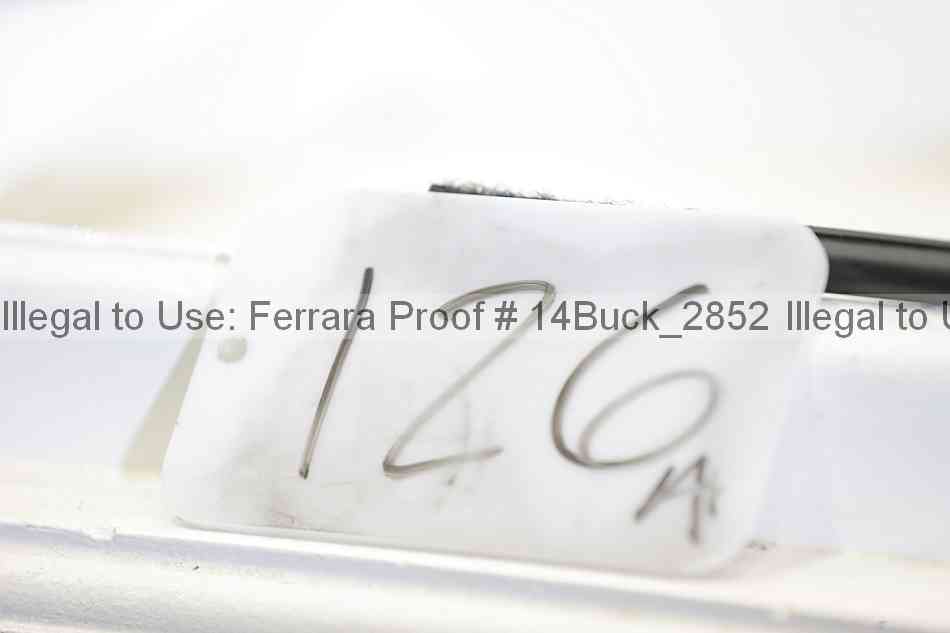 Illegal to Use: Ferrara Proof # 14Buck_2852 Illegal to U
126
A